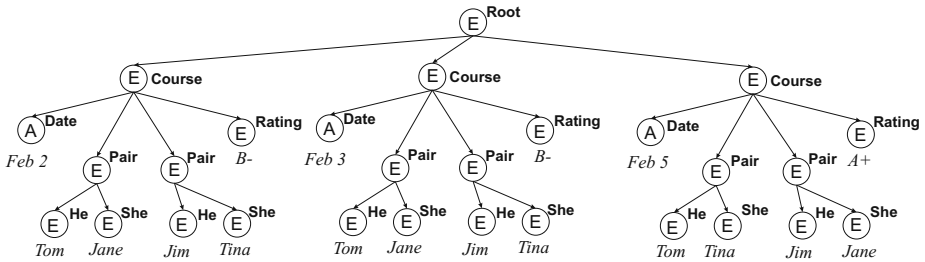 E Root
E Course E Course E Course
A Date E Rating A Date E Rating A Date E Rating
Feb 2 B- Feb 3 B- Feb 5 A+
E Pair E Pair E Pair E Pair E Pair E Pair
E He E She E He E She E He E She E He E She E He E She E He E She
Tom Jane Jim Tina Tom Jane Jim Tina Tom Tina Jim Jane